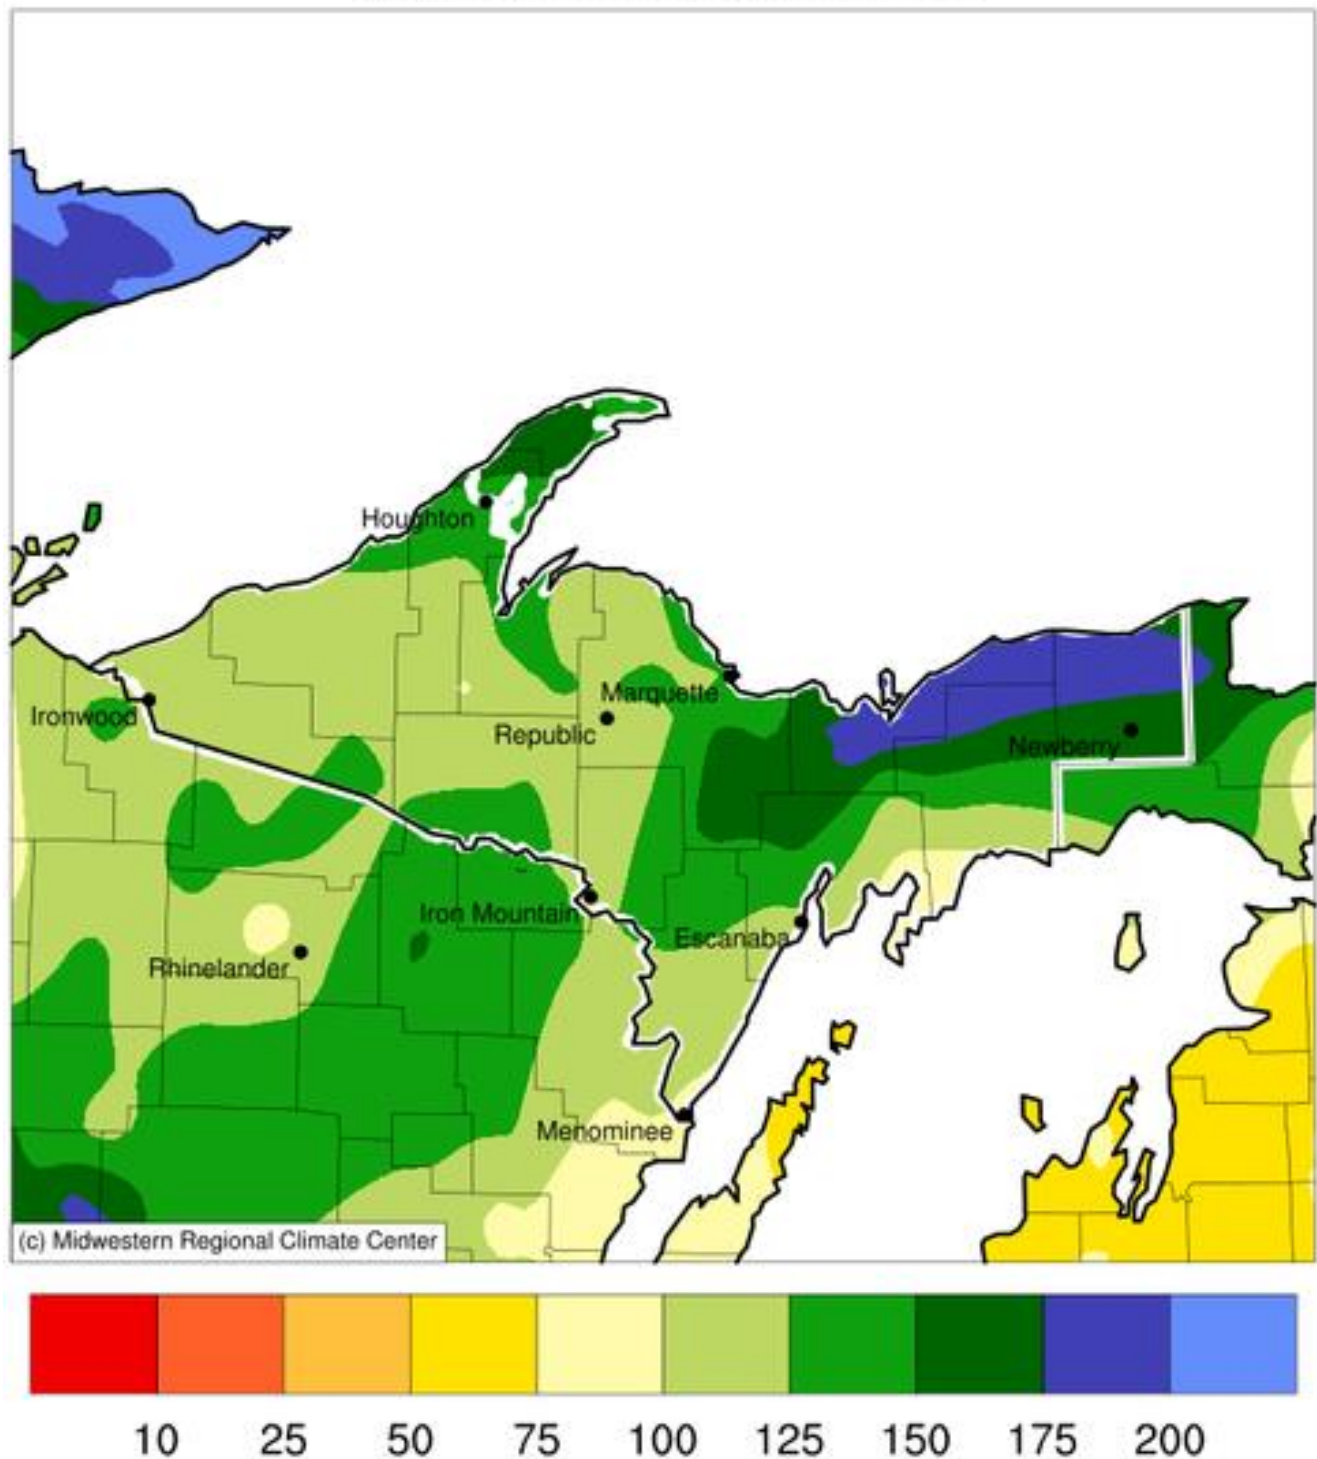 Houghton
Marquette
Ironwood
Republic
Newberry
Iron Mountain
Escanaba
Rhinelander
Menominee
(c) Midwestern Regional Climate Center
10 25 50 75 100 125 150 175 200